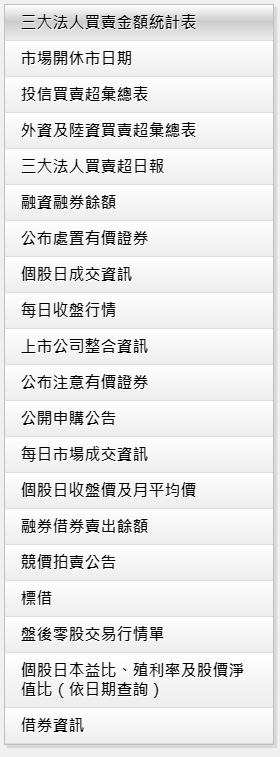 三大法人買賣金額統計表
市場開休市日期
投信買賣超彙總表
外資及陸資買賣超彙總表
三大法人買賣超日報
融資融券餘額
公布處置有價證券
個股日成交資訊
每日收盤行情
上市公司整合資訊
公布注意有價證券
公開申購公告
每日市場成交資訊
個股日收盤價及月平均價
融券借券賣出餘額
競價拍賣公告
標借
盤後零股交易行情單
個股日本益比、殖利率及股價淨
值比（依日期查詢）
借券資訊